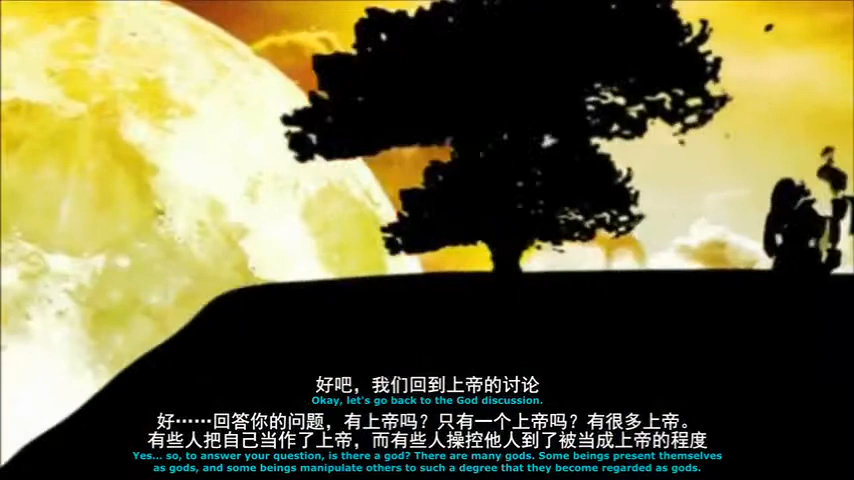 好吧，我们回到上帝的讨论
Okay, let's go back to the God discussion.
好……回答你的问题，有上帝吗？只有一个上帝吗？有很多上帝。
有些人把自己当作了上帝，而有些人操控他人到了被当成上帝的程度
Yes... so, to answer your question, is there a god? There are many gods. Some beings present themselves
as gods, and some beings manipulate others to such a degree that they become regarded as gods.